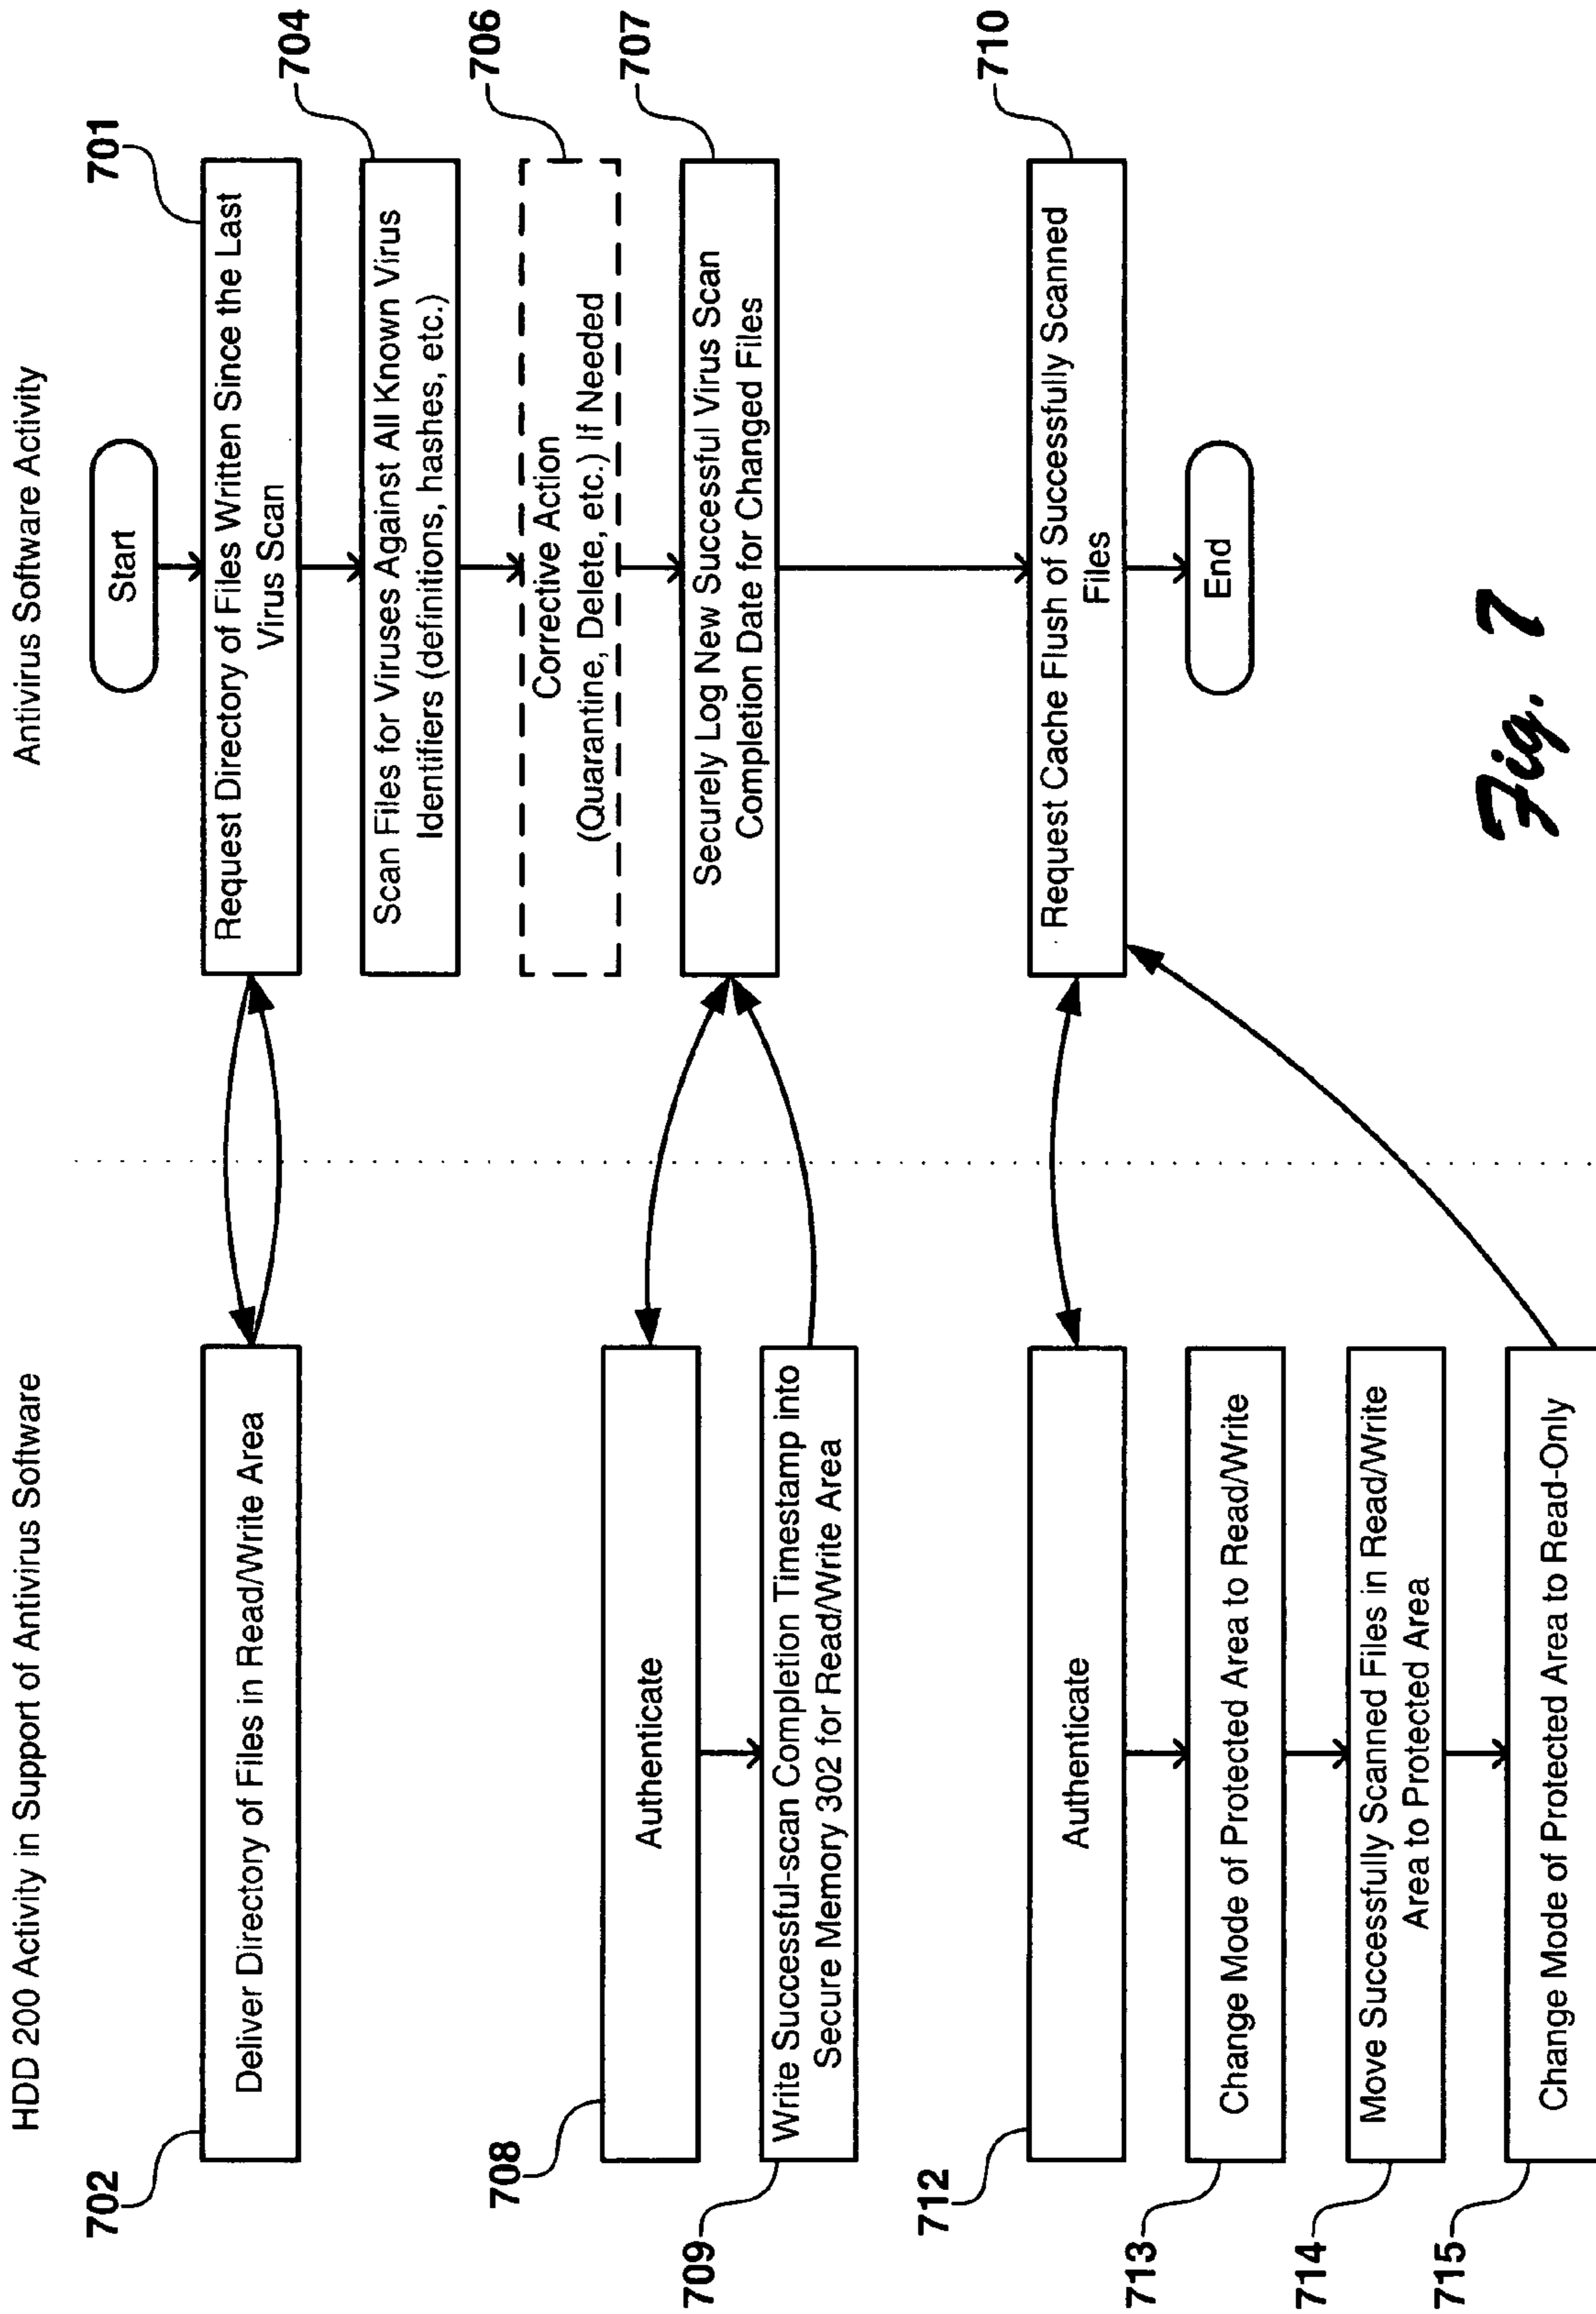 HDD 200 Activity in Support of Antivirus Software
Antivirus Software Activity
Start
701
Request Directory of Files Written Since the Last
Virus Scan
702
Deliver Directory of Files in Read/Write Area
704
Scan Files for Viruses Against All Known Virus
Identifiers (definitions, hashes, etc.)
706
Corrective Action
(Quarantine, Delete, etc.) If Needed
707
Securely Log New Successful Virus Scan
Completion Date for Changed Files
708
Authenticate
709
Write Successful-scan Completion Timestamp into
Secure Memory 302 for Read/Write Area
710
Request Cache Flush of Successfully Scanned
Files
712
Authenticate
End
713
Change Mode of Protected Area to Read/Write
714
Move Successfully Scanned Files in Read/Write
Area to Protected Area
715
Change Mode of Protected Area to Read-Only
Fig. 7